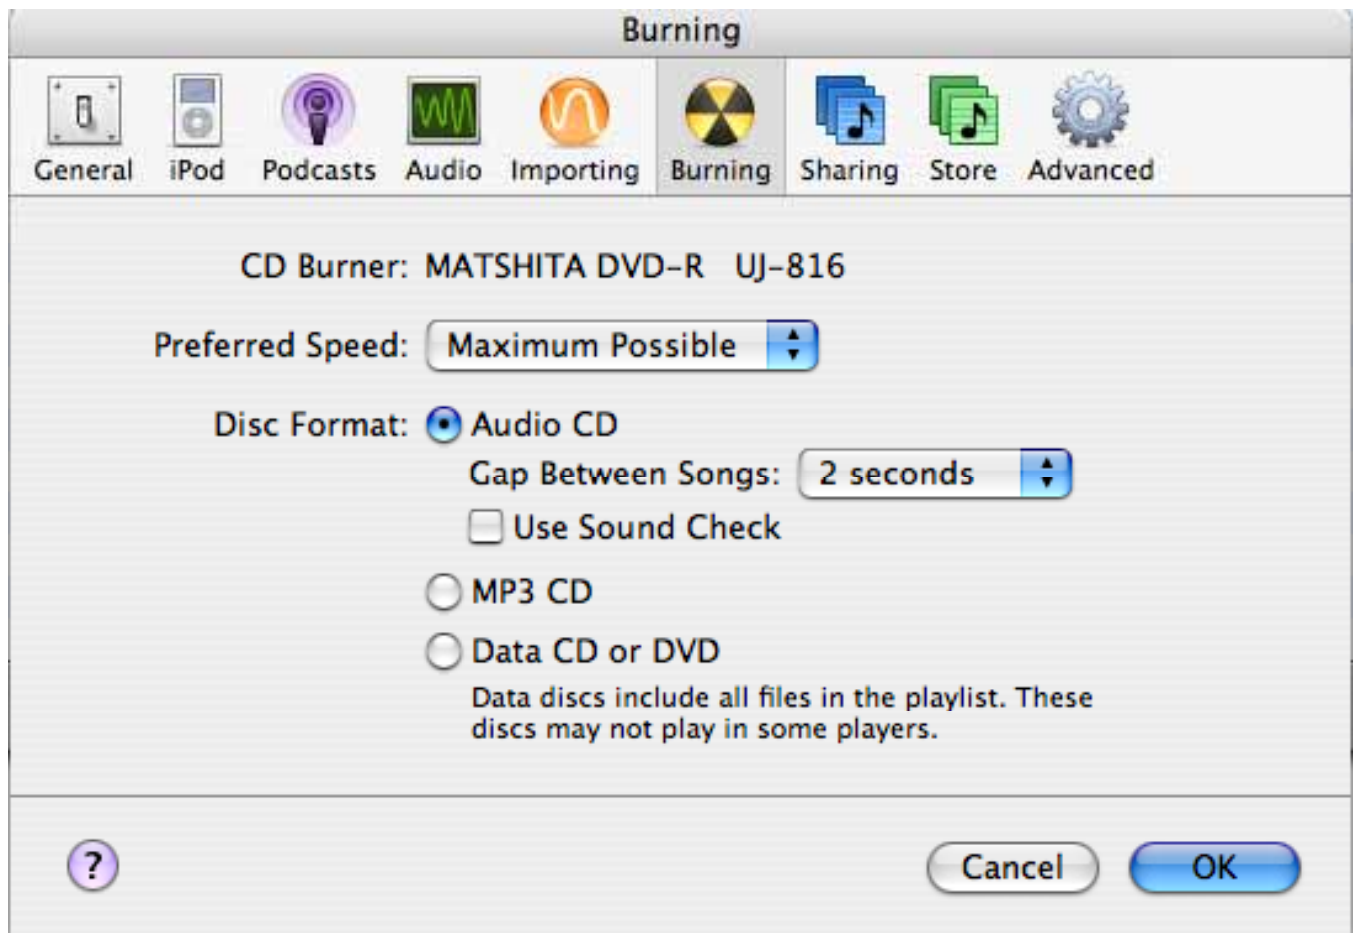 Burning
General iPod Podcasts Audio Importing Burning Sharing Store Advanced
CD Burner: MATSHITA DVD-R UJ-816
Preferred Speed: Maximum Possible
Disc Format: Audio CD
Gap Between Songs: 2 seconds
Use Sound Check
MP3 CD
Data CD or DVD
Data discs include all files in the playlist. These
discs may not play in some players.
? Cancel OK